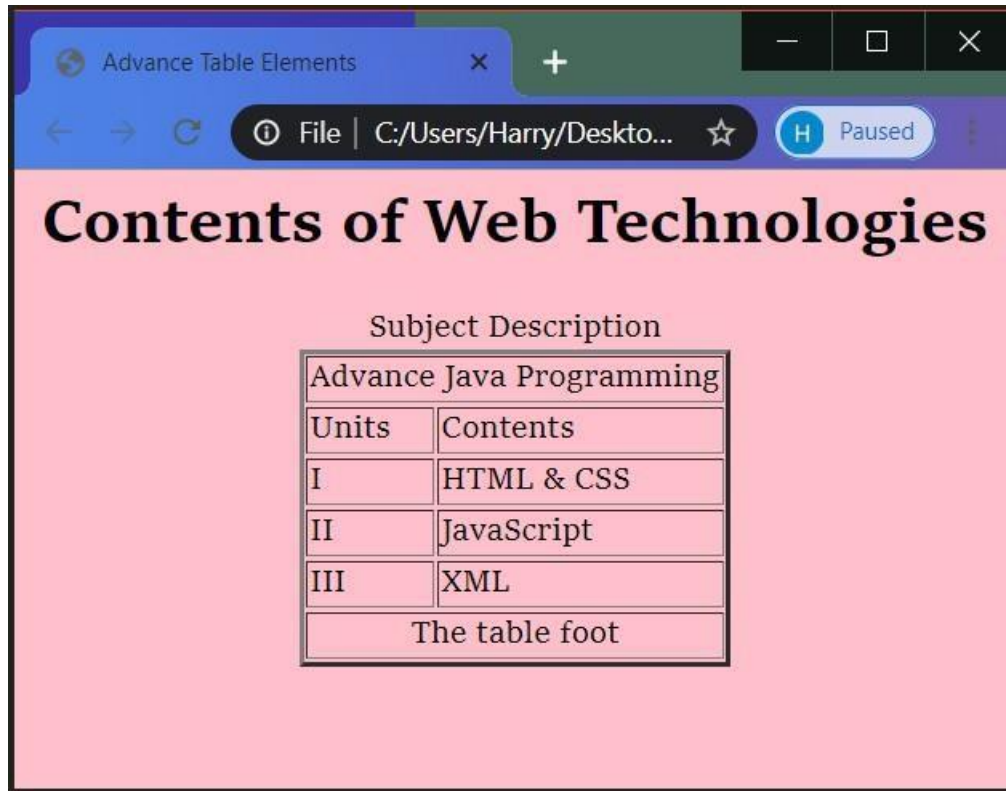 Advance Table Elements
File | C:/Users/Harry/Deskto... H Paused
Contents of Web Technologies
Subject Description
Advance Java Programming
Units Contents
I HTML & CSS
II JavaScript
III XML
The table foot